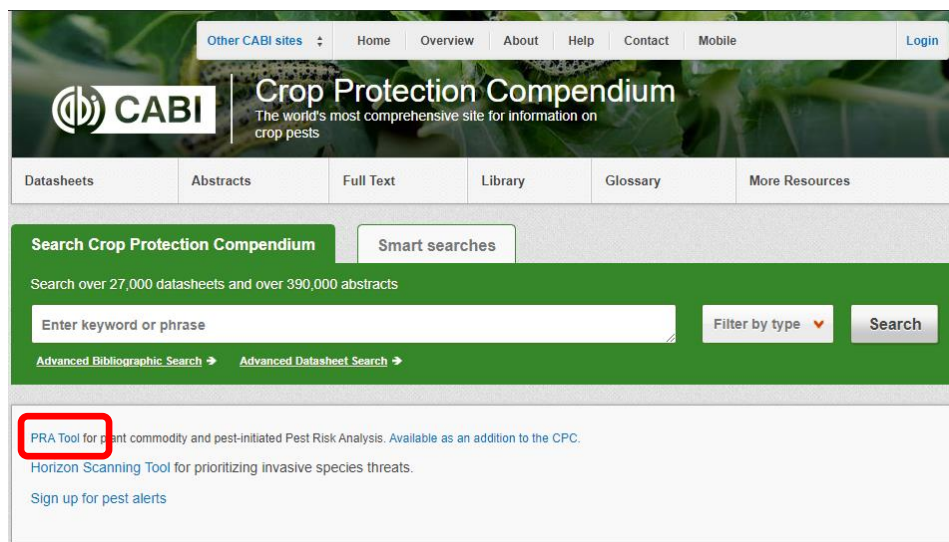 Other CABI sites Home Overview About Help Contact Mobile Login
CABI
Crop Protection Compendium
The world's most comprehensive site for information on
crop pests
Datasheets Abstracts Full Text Library Glossary More Resources
Search Crop Protection Compendium Smart searches
Search over 27,000 datasheets and over 390,000 abstracts
Enter keyword or phrase Filter by type Search
Advanced Bibliographic Search Advanced Datasheet Search
PRA Tool for plant commodity and pest-initiated Pest Risk Analysis. Available as an addition to the CPC.
Horizon Scanning Tool for prioritizing invasive species threats.
Sign up for pest alerts